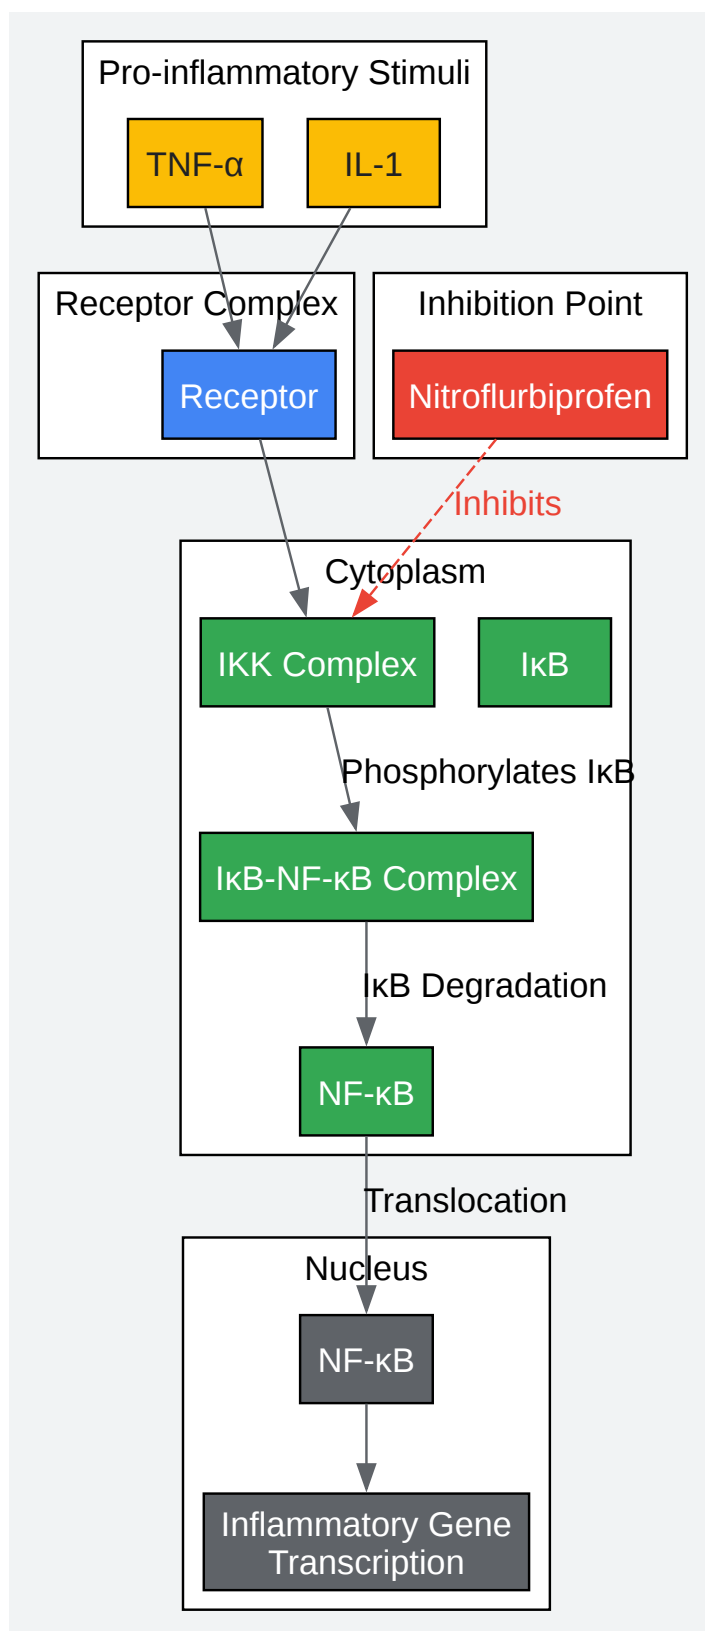 Pro-inflammatory Stimuli
TNF-α
IL-1
Receptor Complex
Inhibition Point
Receptor
Nitroflurbiprofen
Inhibits
Cytoplasm
IKK Complex
IκB
Phosphorylates IκB
IκB-NF-κB Complex
IκB Degradation
NF-κB
Translocation
Nucleus
NF-κB
Inflammatory Gene
Transcription